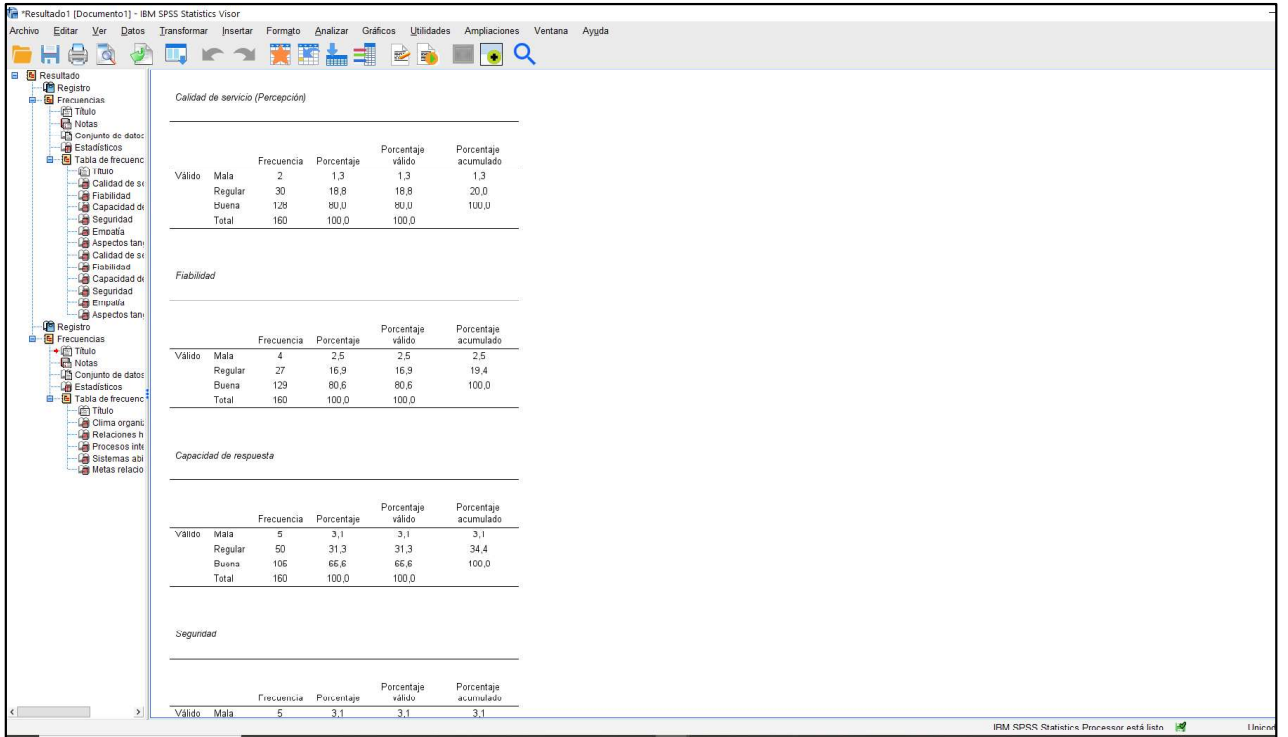 *Resultado1 [Documento1] - IBM SPSS Statistics Visor
Archivo Editar Ver Datos Transformar Insertar Formato Analizar Gráficos Utilidades Ampliaciones Ventana Ayuda
Resultado
Registro
Frecuencias
Título
Notas
Conjunto de datos
Estadísticos
Tabla de frecuenc
Título
Calidad de se
Fiabilidad
Capacidad de
Seguridad
Empatía
Aspectos tan
Calidad de se
Fiabilidad
Capacidad de
Seguridad
Empatía
Aspectos tan
Registro
Frecuencias
Título
Notas
Conjunto de datos
Estadísticos
Tabla de frecuenc
Título
Clima organi
Relaciones h
Procesos inte
Sistemas abi
Metas relacio
Calidad de servicio (Percepción)
Frecuencia Porcentaje Porcentaje válido Porcentaje acumulado
Válido Mala 2 1,3 1,3 1,3
Regular 30 18,8 18,8 20,0
Buena 128 80,0 80,0 100,0
Total 160 100,0 100,0
Fiabilidad
Frecuencia Porcentaje Porcentaje válido Porcentaje acumulado
Válido Mala 4 2,5 2,5 2,5
Regular 27 16,9 16,9 19,4
Buena 129 80,6 80,6 100,0
Total 160 100,0 100,0
Capacidad de respuesta
Frecuencia Porcentaje Porcentaje válido Porcentaje acumulado
Válido Mala 5 3,1 3,1 3,1
Regular 50 31,3 31,3 34,4
Buena 105 65,6 65,6 100,0
Total 160 100,0 100,0
Seguridad
Frecuencia Porcentaje Porcentaje válido Porcentaje acumulado
Válido Mala 5 3,1 3,1 3,1
IBM SPSS Statistics Processor está listo Unicod